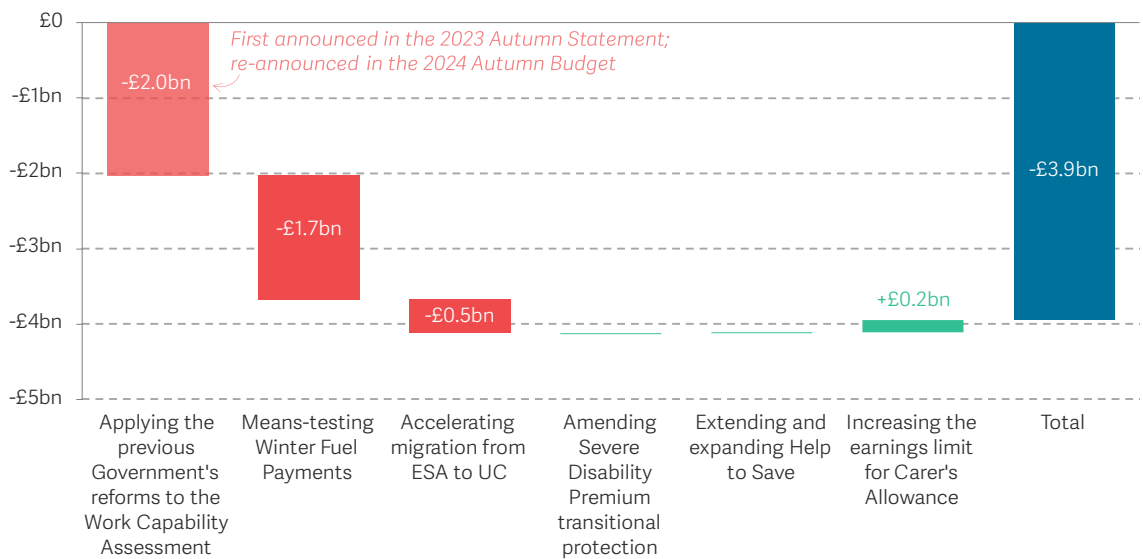 £0
-£1bn
-£2bn
-£3bn
-£4bn
-£5bn
First announced in the 2023 Autumn Statement;
re-announced in the 2024 Autumn Budget
-£2.0bn
-£1.7bn
-£0.5bn
+£0.2bn
-£3.9bn
Applying the
previous
Government's
reforms to the
Work Capability
Assessment
Means-testing
Winter Fuel
Payments
Accelerating
migration from
ESA to UC
Amending
Severe
Disability
Premium
transitional
protection
Extending and
expanding Help
to Save
Increasing the
earnings limit
for Carer's
Allowance
Total